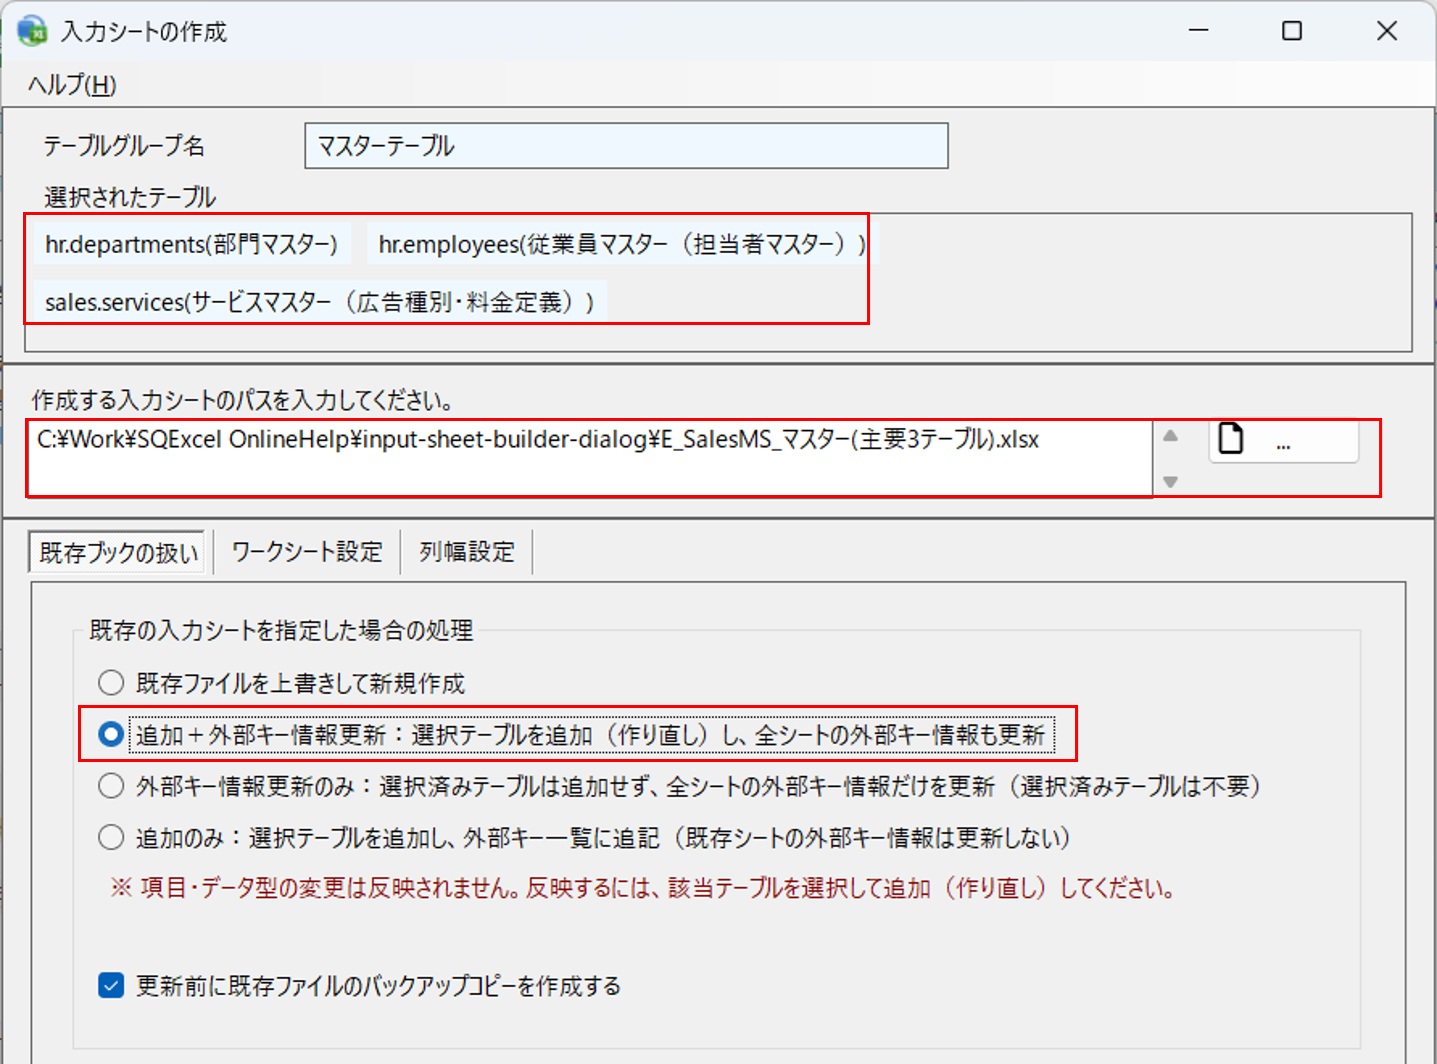 入力シートの作成
ヘルプ(H)
テーブルグループ名 マスターテーブル
選択されたテーブル
hr.departments(部門マスター) hr.employees(従業員マスター（担当者マスター）)
sales.services(サービスマスター（広告種別・料金定義）)
作成する入力シートのパスを入力してください。
C:¥Work¥SQExcel OnlineHelp¥input-sheet-builder-dialog¥E_SalesMS_マスター(主要3テーブル).xlsx ...
既存ブックの扱い ワークシート設定 列幅設定
既存の入力シートを指定した場合の処理
既存ファイルを上書きして新規作成
追加＋外部キー情報更新：選択テーブルを追加（作り直し）し、全シートの外部キー情報も更新
外部キー情報更新のみ：選択済みテーブルは追加せず、全シートの外部キー情報だけを更新（選択済みテーブルは不要）
追加のみ：選択テーブルを追加し、外部キー一覧に追記（既存シートの外部キー情報は更新しない）
※ 項目・データ型の変更は反映されません。反映するには、該当テーブルを選択して追加（作り直し）してください。
更新前に既存ファイルのバックアップコピーを作成する